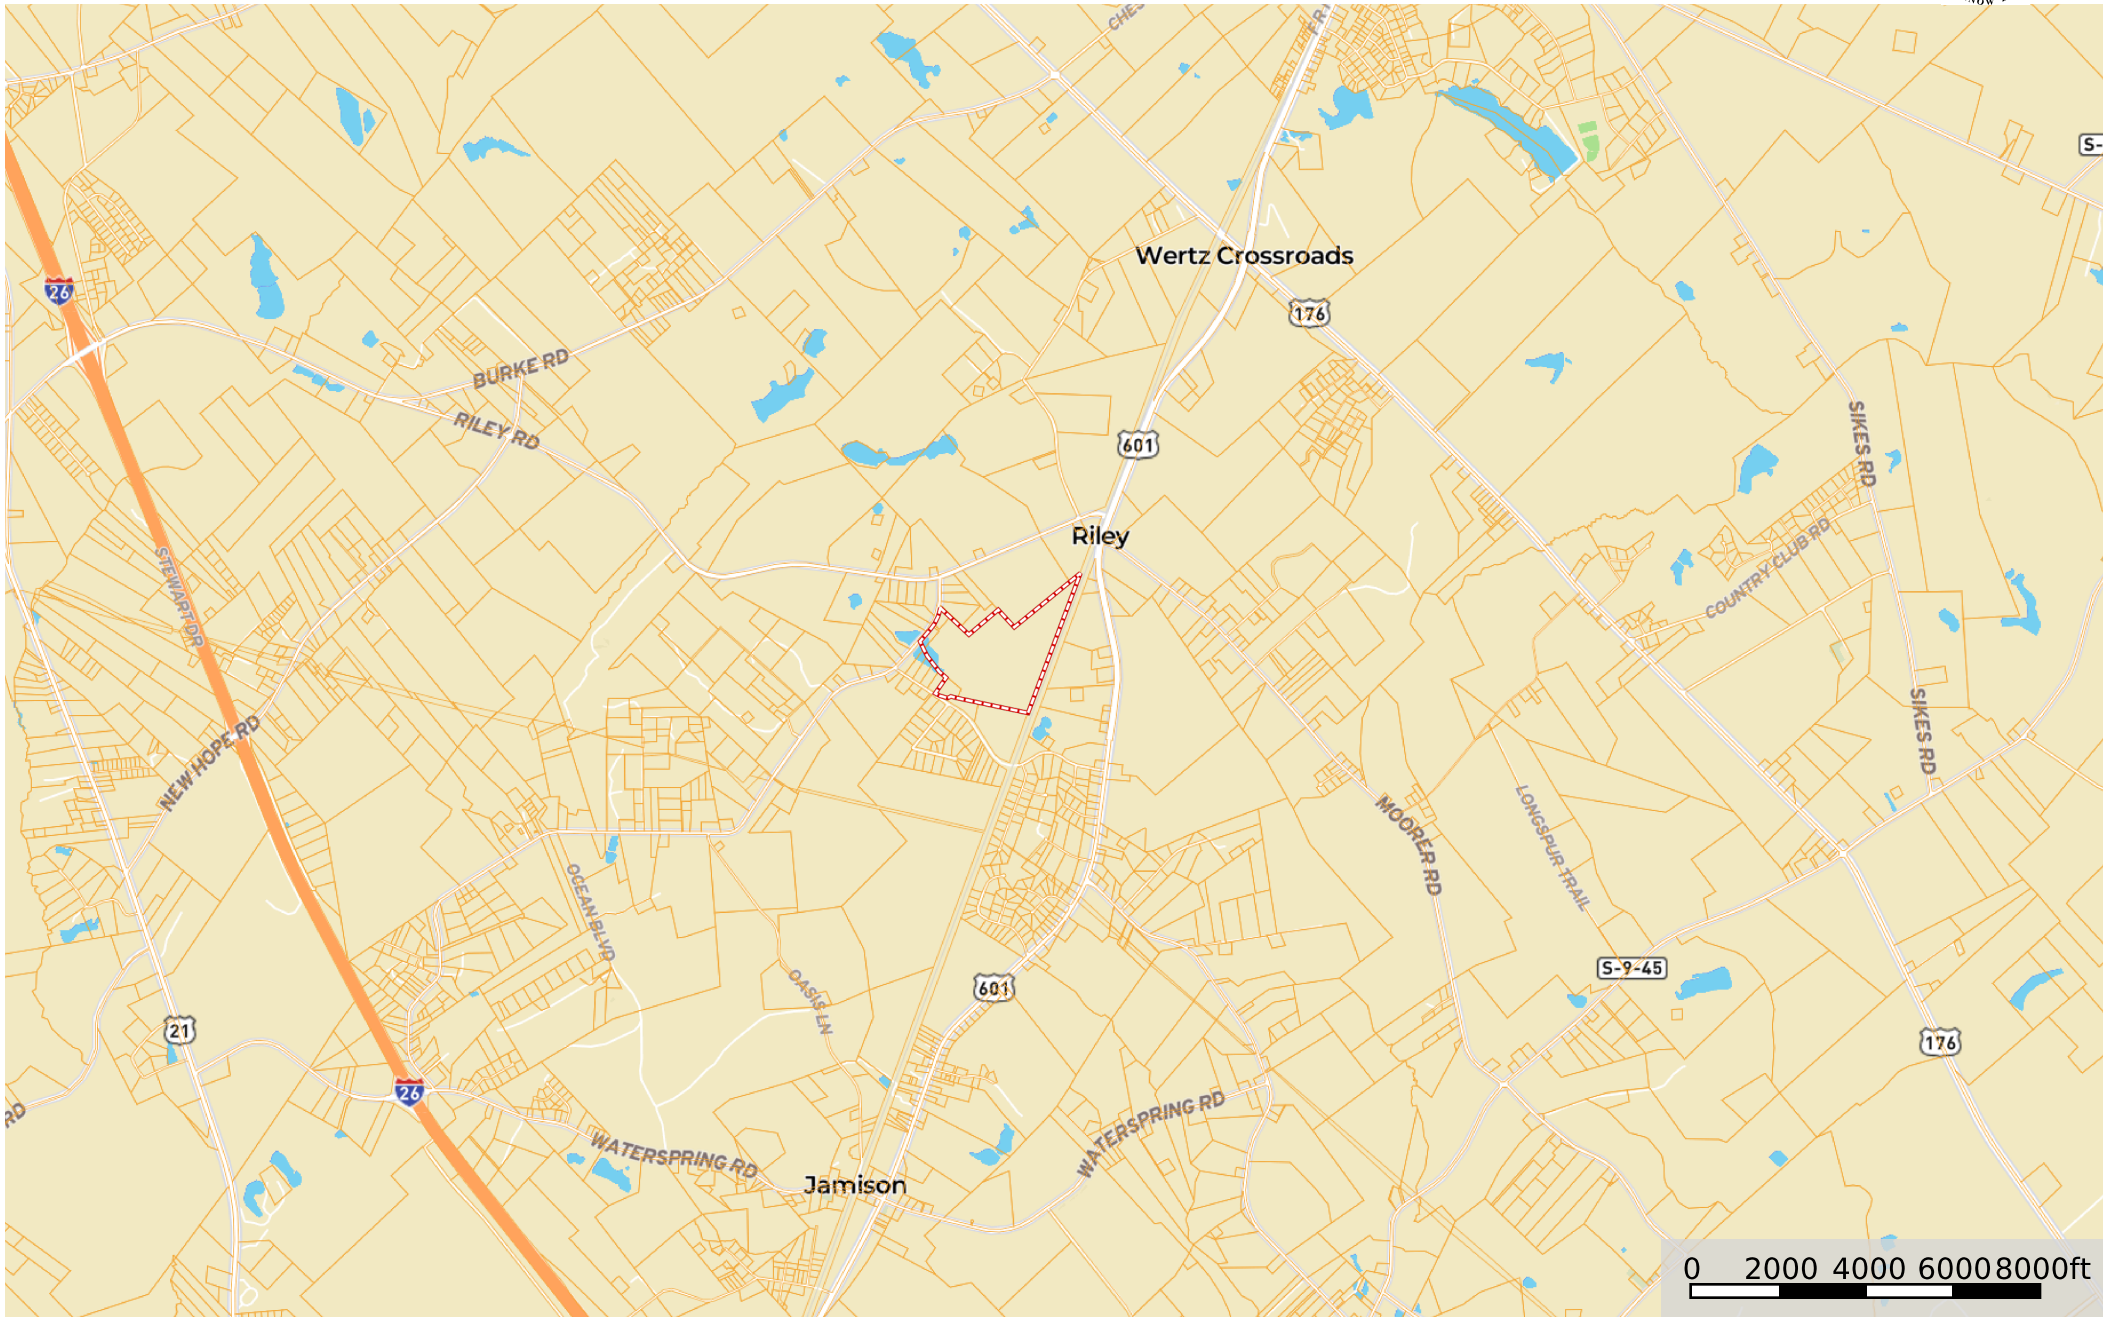 NOW
S-
Wertz Crossroads
26
176
BURKE RD
RILEY RD
601
SIKES RD
Riley
COUNTRY CLUB RD
STEWART DR
NEW HOPE RD
SIKES RD
MOORER RD
LONGSPUR TRAIL
OCEAN BLVD
S-9-45
OASIS LN
601
21
176
26
RD
WATERSPRING RD
WATERSPRING RD
Jamison
0 2000 4000 6000 8000ft